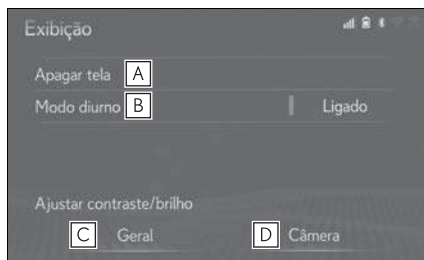 Exibição
Apagar tela A
Modo diurno B Ligado
Ajustar contraste/brilho
C Geral D Câmera